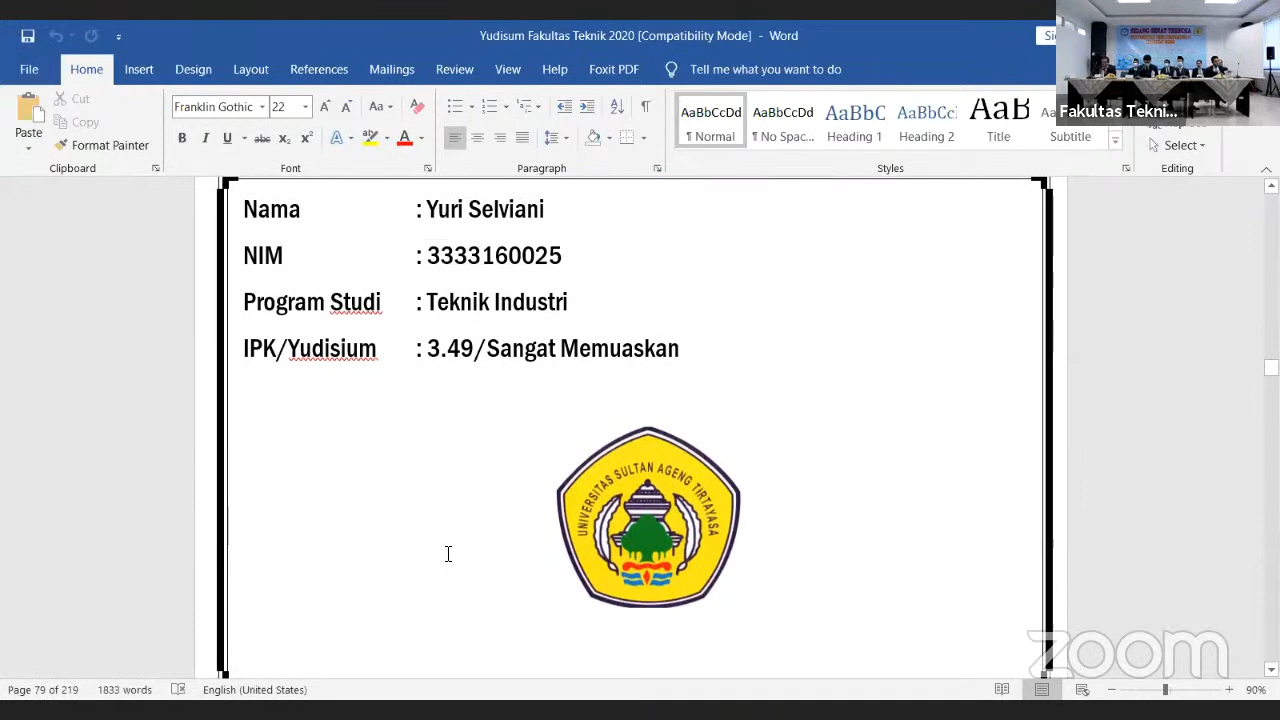 Yudisum Fakultas Teknik 2020 [Compatibility Mode] - Word
File Home Insert Design Layout References Mailings Review View Help Foxit PDF Tell me what you want to do
Paste
Cut
Copy
Format Painter
Clipboard
Franklin Gothic 22
Font
Paragraph
AaBbCcDd AaBbCcDd AaBbC AaBbCc AaB
¶ Normal ¶ No Spac... Heading 1 Heading 2 Title Subtitle
Styles
Select
Editing
SIDANG SENAT TERBUKA
Fakultas Tekni...
Nama : Yuri Selviani
NIM : 3333160025
Program Studi : Teknik Industri
IPK/Yudisium : 3.49/Sangat Memuaskan
UNIVERSITAS SULTAN AGENG TIRTAYASA
zoom
Page 79 of 219 1833 words English (United States) 90%